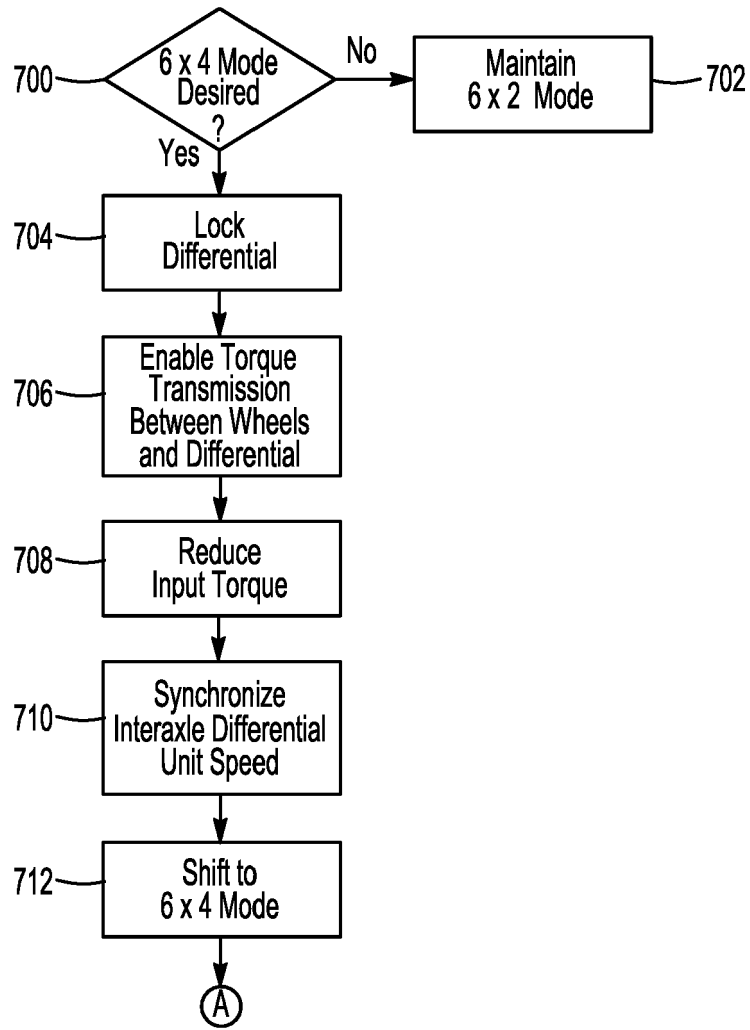 700
6 x 4 Mode
Desired
?
No
Yes
Maintain
6 x 2 Mode
702
704
Lock
Differential
706
Enable Torque
Transmission
Between Wheels
and Differential
708
Reduce
Input Torque
710
Synchronize
Interaxle Differential
Unit Speed
712
Shift to
6 x 4 Mode
A